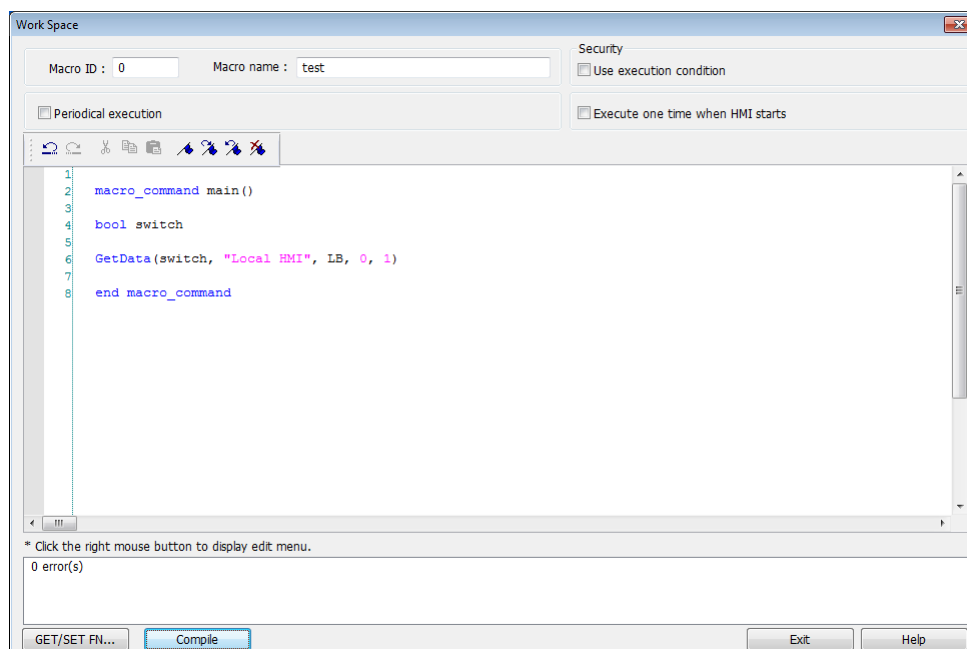 Work Space
Security
Macro ID : 0 Macro name : test Use execution condition
Periodical execution Execute one time when HMI starts
1
2 macro_command main()
3
4 bool switch
5
6 GetData(switch, "Local HMI", LB, 0, 1)
7
8 end macro_command
* Click the right mouse button to display edit menu.
0 error(s)
GET/SET FN... Compile Exit Help